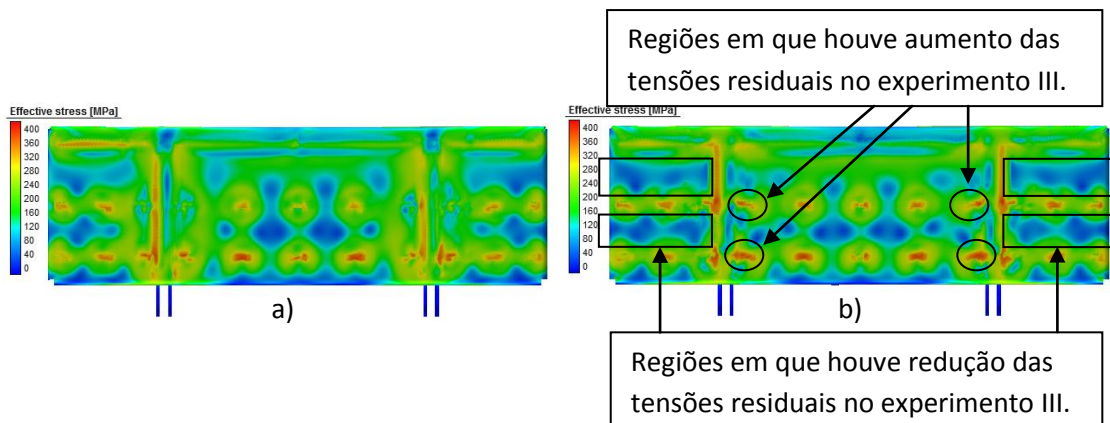 Regiões em que houve aumento das
tensões residuais no experimento III.
Effective stress [MPa]
400
360
320
280
240
200
160
120
80
40
0
a)
Effective stress [MPa]
400
360
320
280
240
200
160
120
80
40
0
b)
Regiões em que houve redução das
tensões residuais no experimento III.